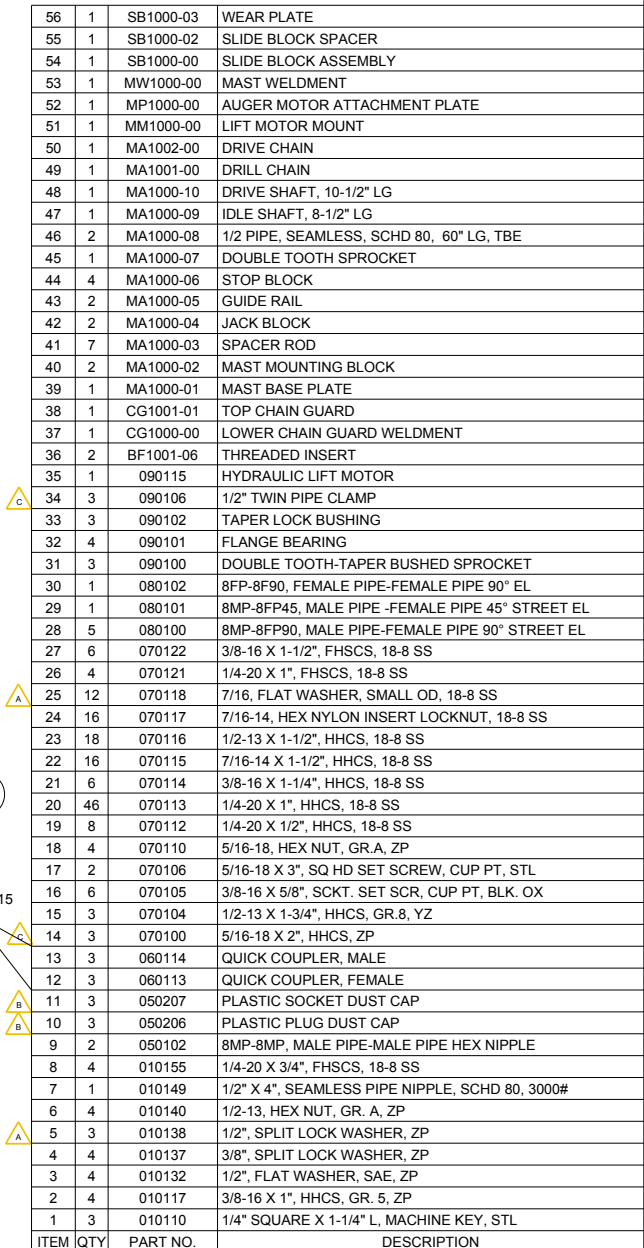 56 1 SB1000-03 WEAR PLATE
55 1 SB1000-02 SLIDE BLOCK SPACER
54 1 SB1000-00 SLIDE BLOCK ASSEMBLY
53 1 MW1000-00 MAST WELDMENT
52 1 MP1000-00 AUGER MOTOR ATTACHMENT PLATE
51 1 MM1000-00 LIFT MOTOR MOUNT
50 1 MA1002-00 DRIVE CHAIN
49 1 MA1001-00 DRILL CHAIN
48 1 MA1000-10 DRIVE SHAFT, 10-1/2" LG
47 1 MA1000-09 IDLE SHAFT, 8-1/2" LG
46 2 MA1000-08 1/2 PIPE, SEAMLESS, SCHD 80, 60" LG, TBE
45 1 MA1000-07 DOUBLE TOOTH SPROCKET
44 4 MA1000-06 STOP BLOCK
43 2 MA1000-05 GUIDE RAIL
42 2 MA1000-04 JACK BLOCK
41 7 MA1000-03 SPACER ROD
40 2 MA1000-02 MAST MOUNTING BLOCK
39 1 MA1000-01 MAST BASE PLATE
38 1 CG1001-01 TOP CHAIN GUARD
37 1 CG1000-00 LOWER CHAIN GUARD WELDMENT
36 2 BF1001-06 THREADED INSERT
35 1 090115 HYDRAULIC LIFT MOTOR
C 34 3 090106 1/2" TWIN PIPE CLAMP
33 3 090102 TAPER LOCK BUSHING
32 4 090101 FLANGE BEARING
31 3 090100 DOUBLE TOOTH-TAPER BUSHED SPROCKET
30 1 080102 8FP-8F90, FEMALE PIPE-FEMALE PIPE 90° EL
29 1 080101 8MP-8FP45, MALE PIPE -FEMALE PIPE 45° STREET EL
28 5 080100 8MP-8FP90, MALE PIPE-FEMALE PIPE 90° STREET EL
27 6 070122 3/8-16 X 1-1/2", FHSCS, 18-8 SS
26 4 070121 1/4-20 X 1", FHSCS, 18-8 SS
A 25 12 070118 7/16, FLAT WASHER, SMALL OD, 18-8 SS
24 16 070117 7/16-14, HEX NYLON INSERT LOCKNUT, 18-8 SS
23 18 070116 1/2-13 X 1-1/2", HHCS, 18-8 SS
22 16 070115 7/16-14 X 1-1/2", HHCS, 18-8 SS
21 6 070114 3/8-16 X 1-1/4", HHCS, 18-8 SS
20 46 070113 1/4-20 X 1", HHCS, 18-8 SS
19 8 070112 1/4-20 X 1/2", HHCS, 18-8 SS
18 4 070110 5/16-18, HEX NUT, GR.A, ZP
17 2 070106 5/16-18 X 3", SQ HD SET SCREW, CUP PT, STL
15 16 6 070105 3/8-16 X 5/8", SCKT. SET SCR, CUP PT, BLK. OX
15 3 070104 1/2-13 X 1-3/4", HHCS, GR.8, YZ
C 14 3 070100 5/16-18 X 2", HHCS, ZP
13 3 060114 QUICK COUPLER, MALE
12 3 060113 QUICK COUPLER, FEMALE
B 11 3 050207 PLASTIC SOCKET DUST CAP
B 10 3 050206 PLASTIC PLUG DUST CAP
9 2 050102 8MP-8MP, MALE PIPE-MALE PIPE HEX NIPPLE
8 4 010155 1/4-20 X 3/4", FHSCS, 18-8 SS
7 1 010149 1/2" X 4", SEAMLESS PIPE NIPPLE, SCHD 80, 3000#
6 4 010140 1/2-13, HEX NUT, GR. A, ZP
A 5 3 010138 1/2", SPLIT LOCK WASHER, ZP
4 4 010137 3/8", SPLIT LOCK WASHER, ZP
3 4 010132 1/2", FLAT WASHER, SAE, ZP
2 4 010117 3/8-16 X 1", HHCS, GR. 5, ZP
1 3 010110 1/4" SQUARE X 1-1/4" L, MACHINE KEY, STL
ITEM QTY PART NO. DESCRIPTION